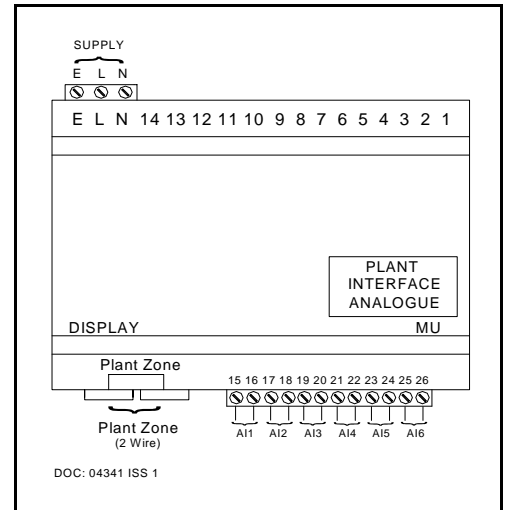 SUPPLY
E L N
E L N 14 13 12 11 10 9 8 7 6 5 4 3 2 1
PLANT
INTERFACE
ANALOGUE
DISPLAY MU
Plant Zone
15 16 17 18 19 20 21 22 23 24 25 26
AI1 AI2 AI3 AI4 AI5 AI6
Plant Zone
(2 Wire)
DOC: 04341 ISS 1